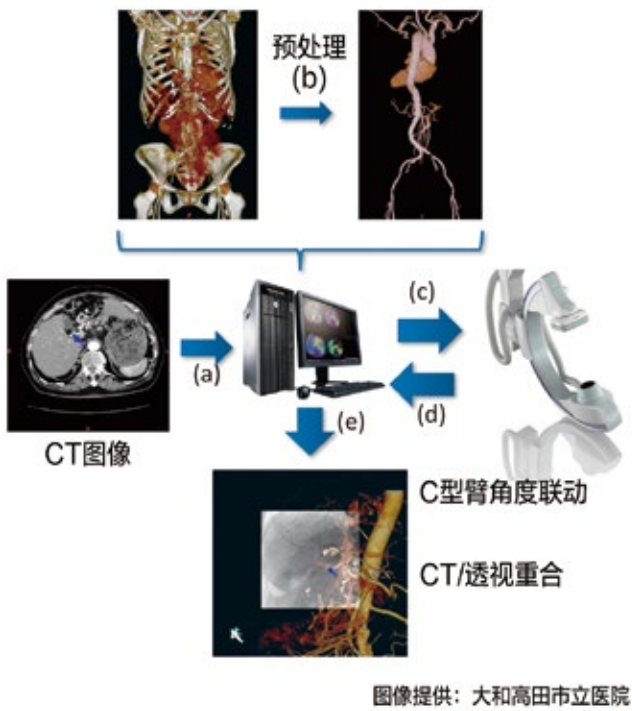 预处理
(b)
(c)
(a)
(d)
(e)
CT图像
C型臂角度联动
CT/透视重合
图像提供：大和高田市立医院